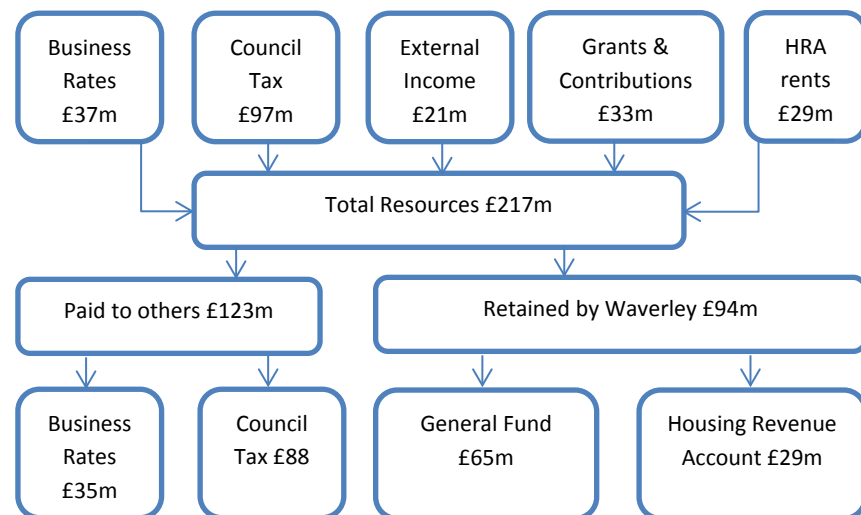 Business
Rates
£37m
Council
Tax
£97m
External
Income
£21m
Grants &
Contributions
£33m
HRA
rents
£29m
Total Resources £217m
Paid to others £123m
Retained by Waverley £94m
Business
Rates
£35m
Council
Tax £88
General Fund
£65m
Housing Revenue
Account £29m